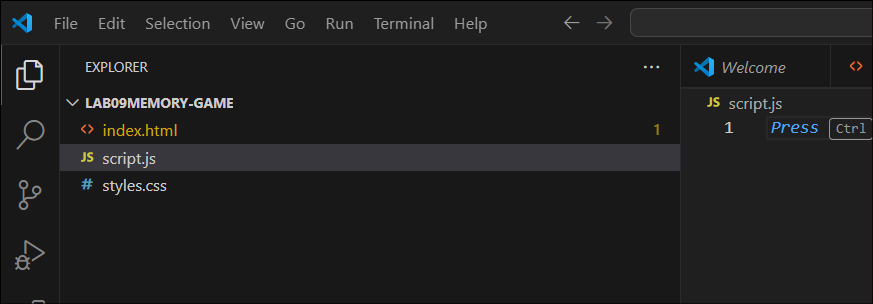 File Edit Selection View Go Run Terminal Help
EXPLORER
LAB09MEMORY-GAME
<> index.html 1
JS script.js
# styles.css
Welcome <>
JS script.js
1 Press Ctrl